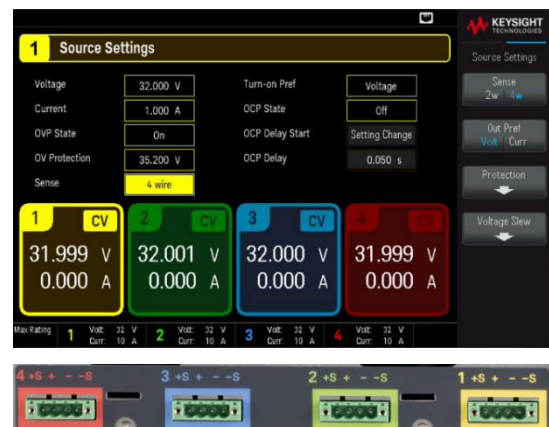 KEYSIGHT
TECHNOLOGIES
1 Source Settings
Source Settings
Voltage 32.000 V Turn-on Pref Voltage
Current 1.000 A OCP State Off
OVP State On OCP Delay Start Setting Change
OV Protection 35.200 V OCP Delay 0.050 s
Sense 4 wire
Sense
2w 4w
Out Pref
Volt Curr
Protection
Voltage Slew
1 CV 2 CV 3 CV 4 CV
31.999 V 32.001 V 32.000 V 31.999 V
0.000 A 0.000 A 0.000 A 0.000 A
Max Rating 1 Volt: 32 V 2 Volt: 32 V 3 Volt: 32 V 4 Volt: 32 V
Curr: 10 A Curr: 10 A Curr: 10 A Curr: 10 A
4 +S + - -S 3 +S + - -S 2 +S + - -S 1 +S + - -S